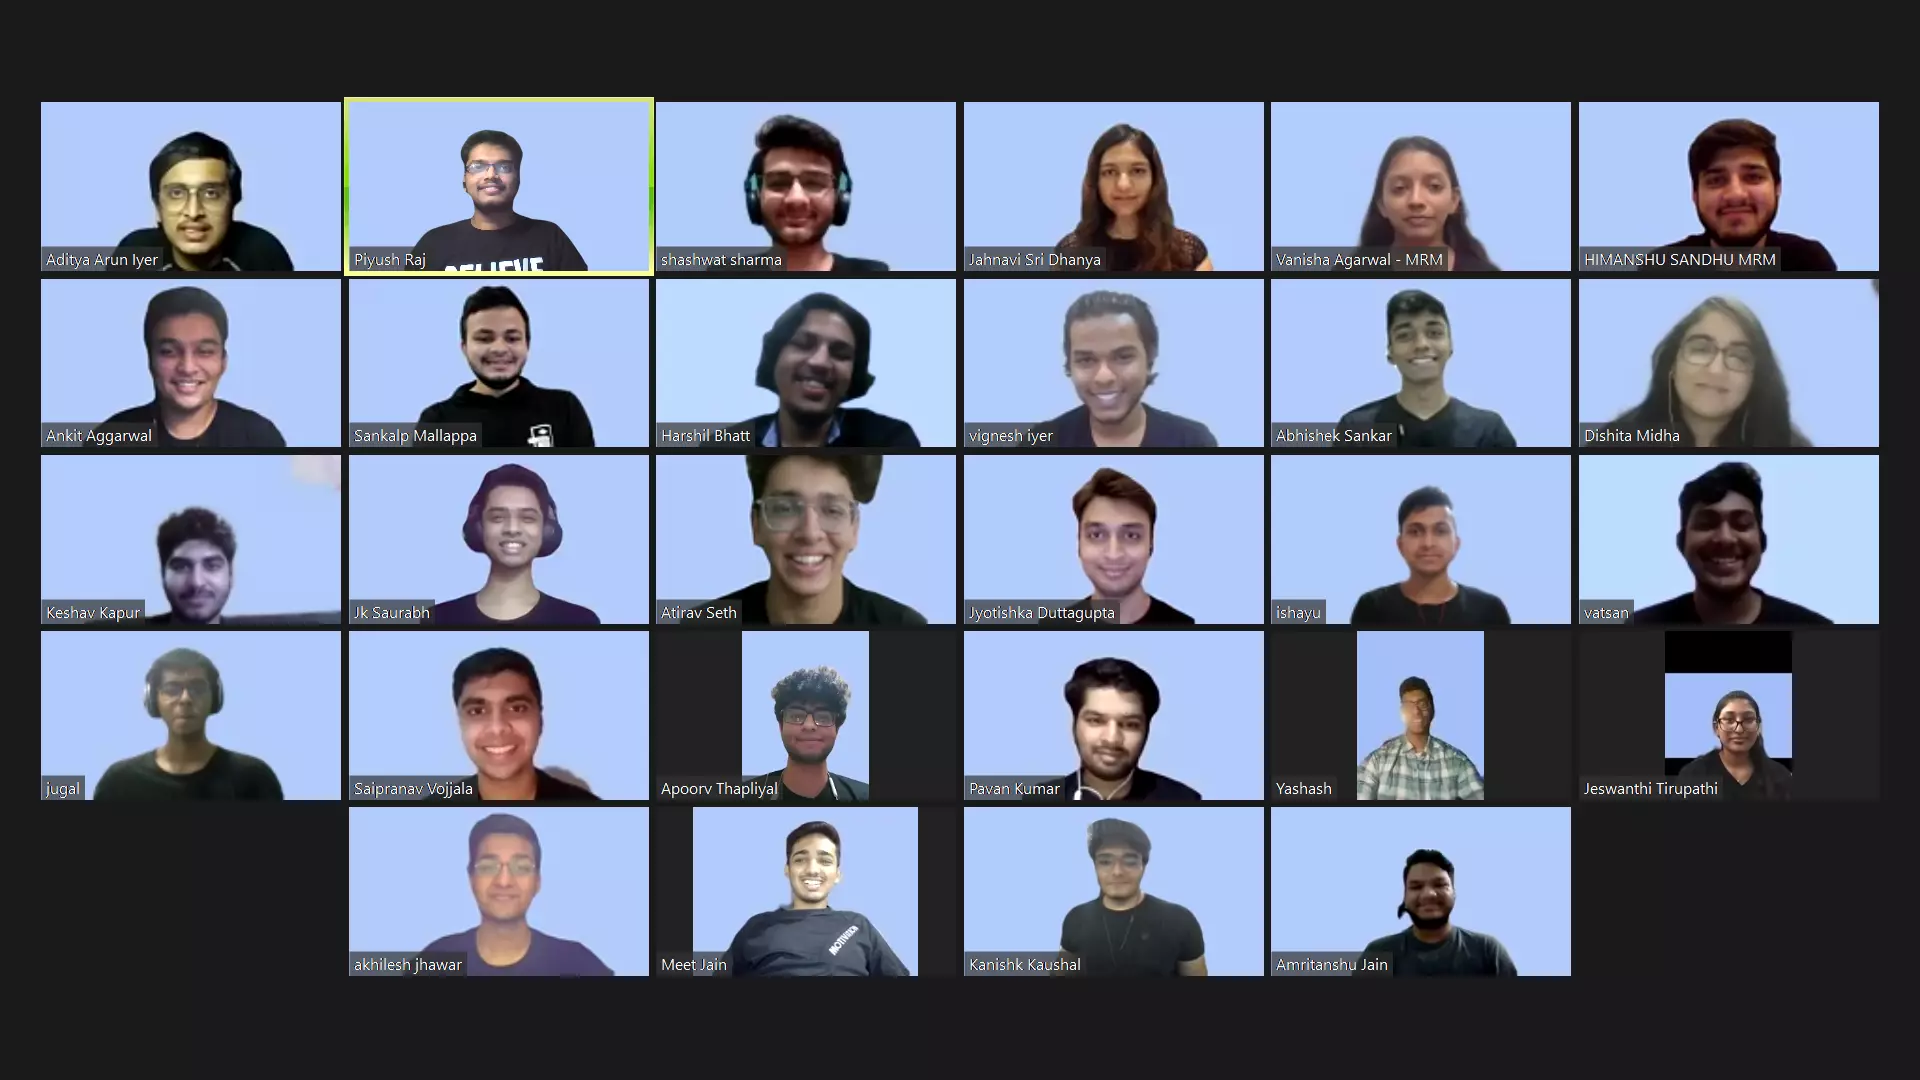 Aditya Arun Iyer
Piyush Raj
shashwat sharma
Jahnavi Sri Dhanya
Vanisha Agarwal - MRM
HIMANSHU SANDHU MRM
Ankit Aggarwal
Sankalp Mallappa
Harshil Bhatt
vignesh iyer
Abhishek Sankar
Dishita Midha
Keshav Kapur
Jk Saurabh
Atirav Seth
Jyotishka Duttagupta
ishayu
vatsan
jugal
Saipranav Vojjala
Apoorv Thapliyal
Pavan Kumar
Yashash
Jeswanthi Tirupathi
akhilesh jhawar
Meet Jain
MOTIVATION
Kanishk Kaushal
Amritanshu Jain